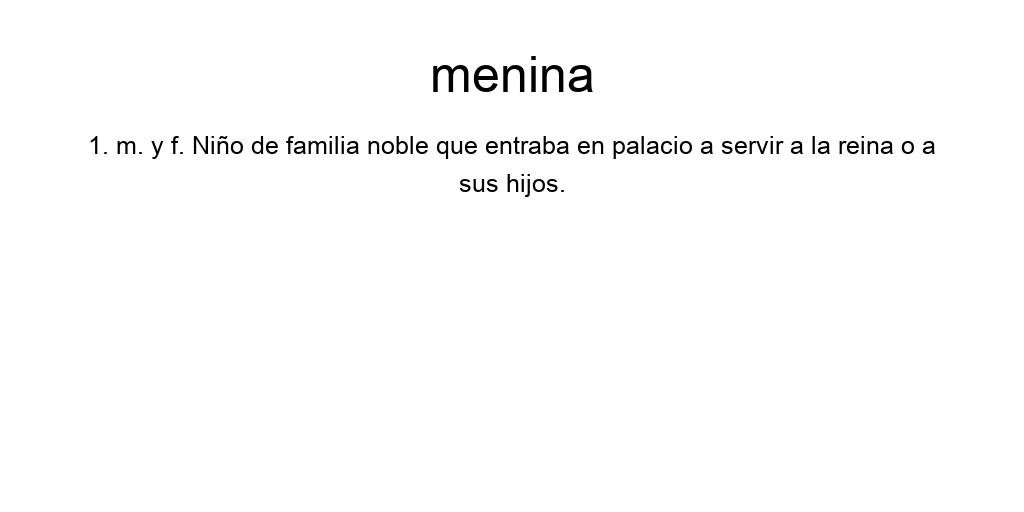 menina
1. m. y f. Niño de familia noble que entraba en palacio a servir a la reina o a
sus hijos.